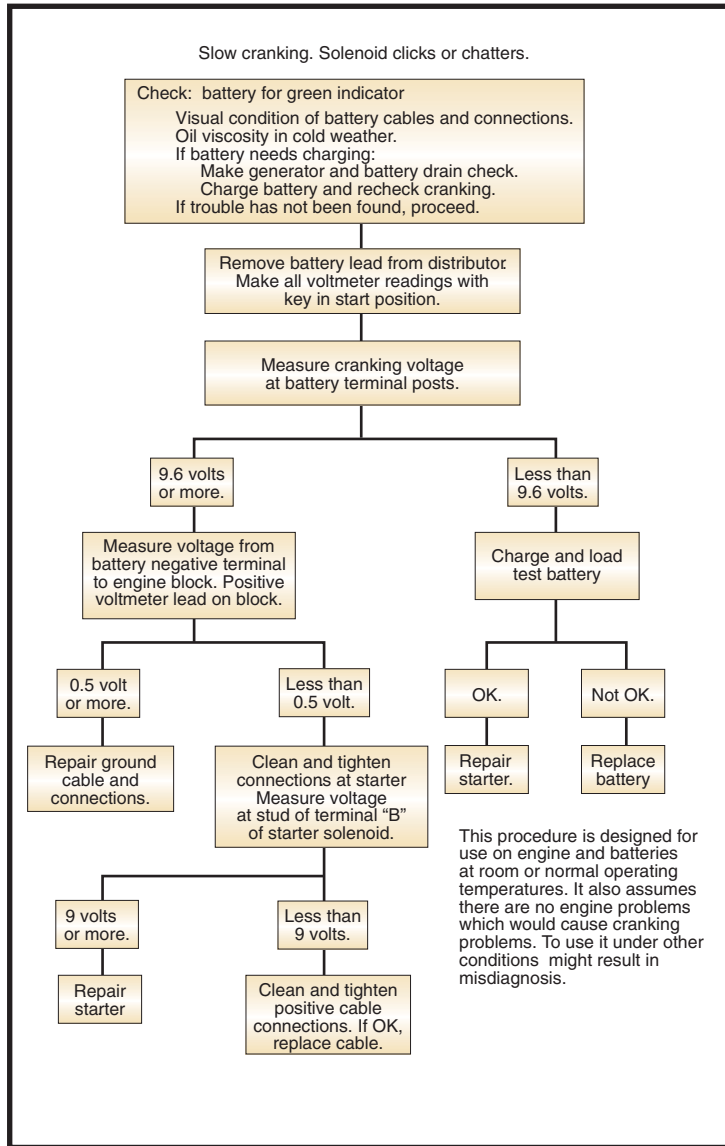 Slow cranking. Solenoid clicks or chatters.
Check: battery for green indicator
Visual condition of battery cables and connections.
Oil viscosity in cold weather.
If battery needs charging:
Make generator and battery drain check.
Charge battery and recheck cranking.
If trouble has not been found, proceed.
Remove battery lead from distributor.
Make all voltmeter readings with
key in start position.
Measure cranking voltage
at battery terminal posts.
9.6 volts
or more.
Less than
9.6 volts.
Measure voltage from
battery negative terminal
to engine block. Positive
voltmeter lead on block.
Charge and load
test battery
0.5 volt
or more.
Less than
0.5 volt.
OK.
Not OK.
Repair ground
cable and
connections.
Clean and tighten
connections at starter
Measure voltage
at stud of terminal “B”
of starter solenoid.
Repair
starter.
Replace
battery
9 volts
or more.
Less than
9 volts.
Repair
starter
Clean and tighten
positive cable
connections. If OK,
replace cable.
This procedure is designed for
use on engine and batteries
at room or normal operating
temperatures. It also assumes
there are no engine problems
which would cause cranking
problems. To use it under other
conditions might result in
misdiagnosis.